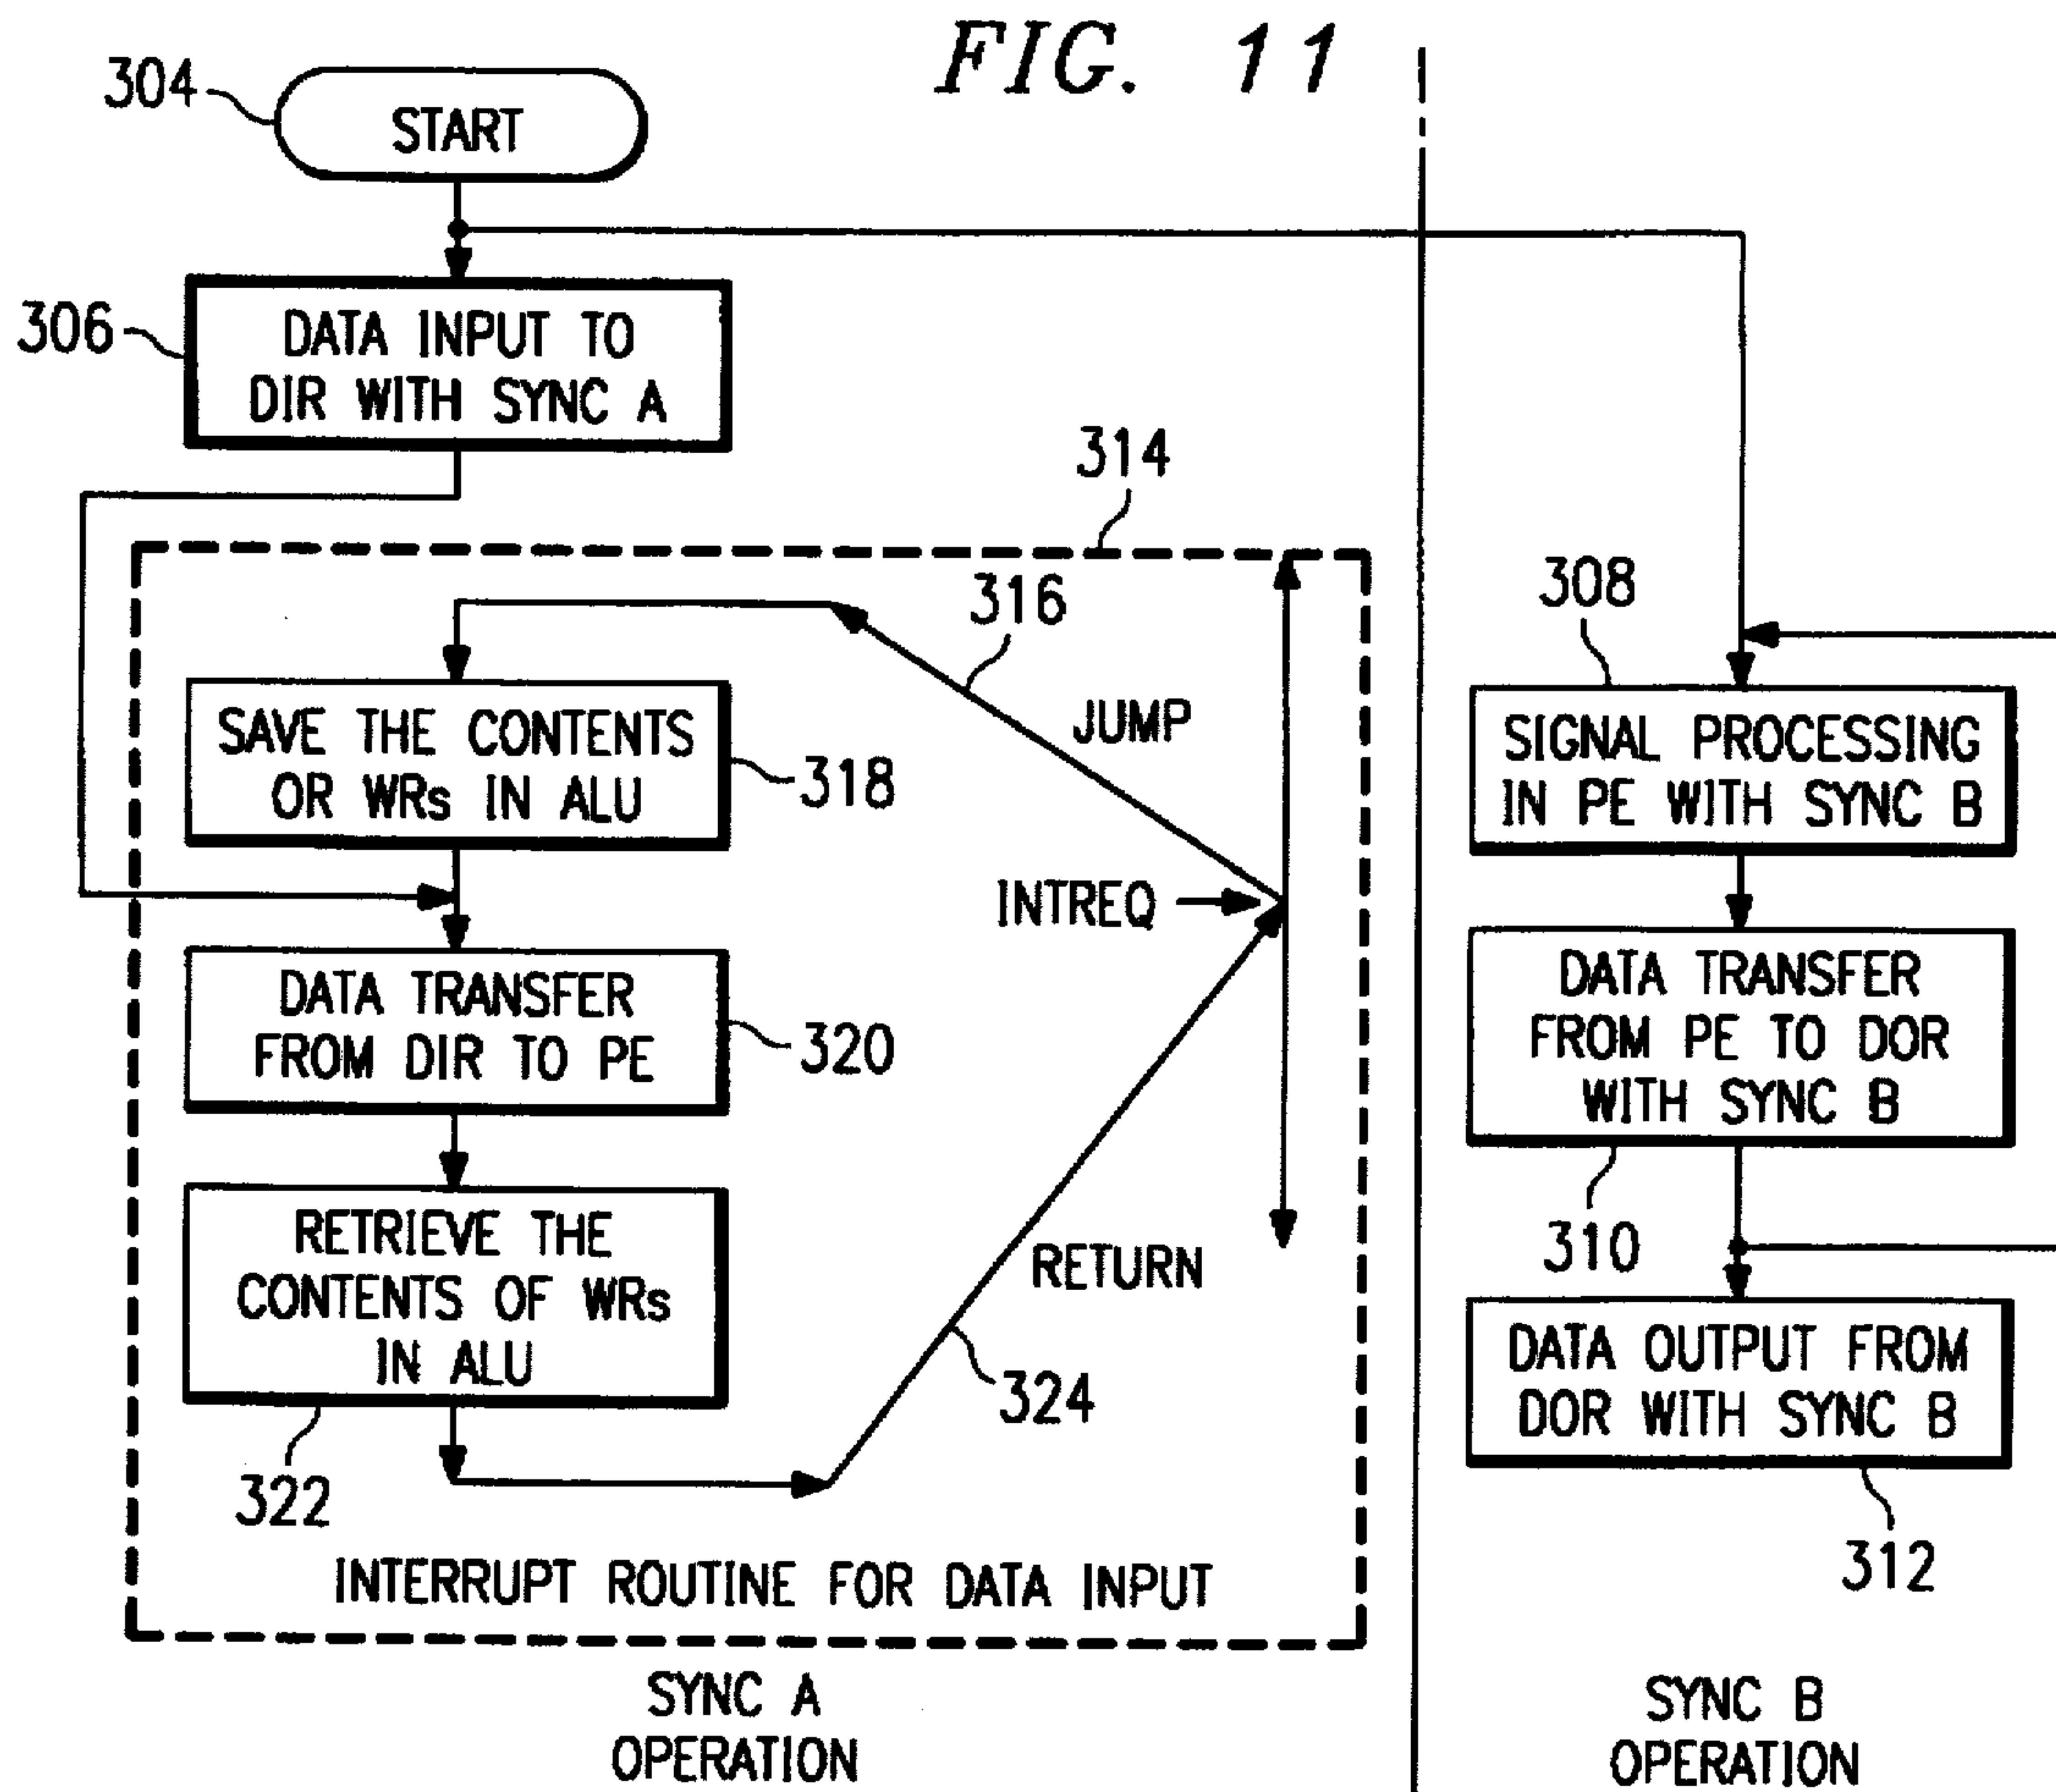 FIG. 11
304
START
306
DATA INPUT TO
DIR WITH SYNC A
314
316
JUMP
SAVE THE CONTENTS
OR WRs IN ALU
318
INTREQ
DATA TRANSFER
FROM DIR TO PE
320
RETRIEVE THE
CONTENTS OF WRs
IN ALU
322
RETURN
324
INTERRUPT ROUTINE FOR DATA INPUT
SYNC A
OPERATION
308
SIGNAL PROCESSING
IN PE WITH SYNC B
DATA TRANSFER
FROM PE TO DOR
WITH SYNC B
310
DATA OUTPUT FROM
DOR WITH SYNC B
312
SYNC B
OPERATION